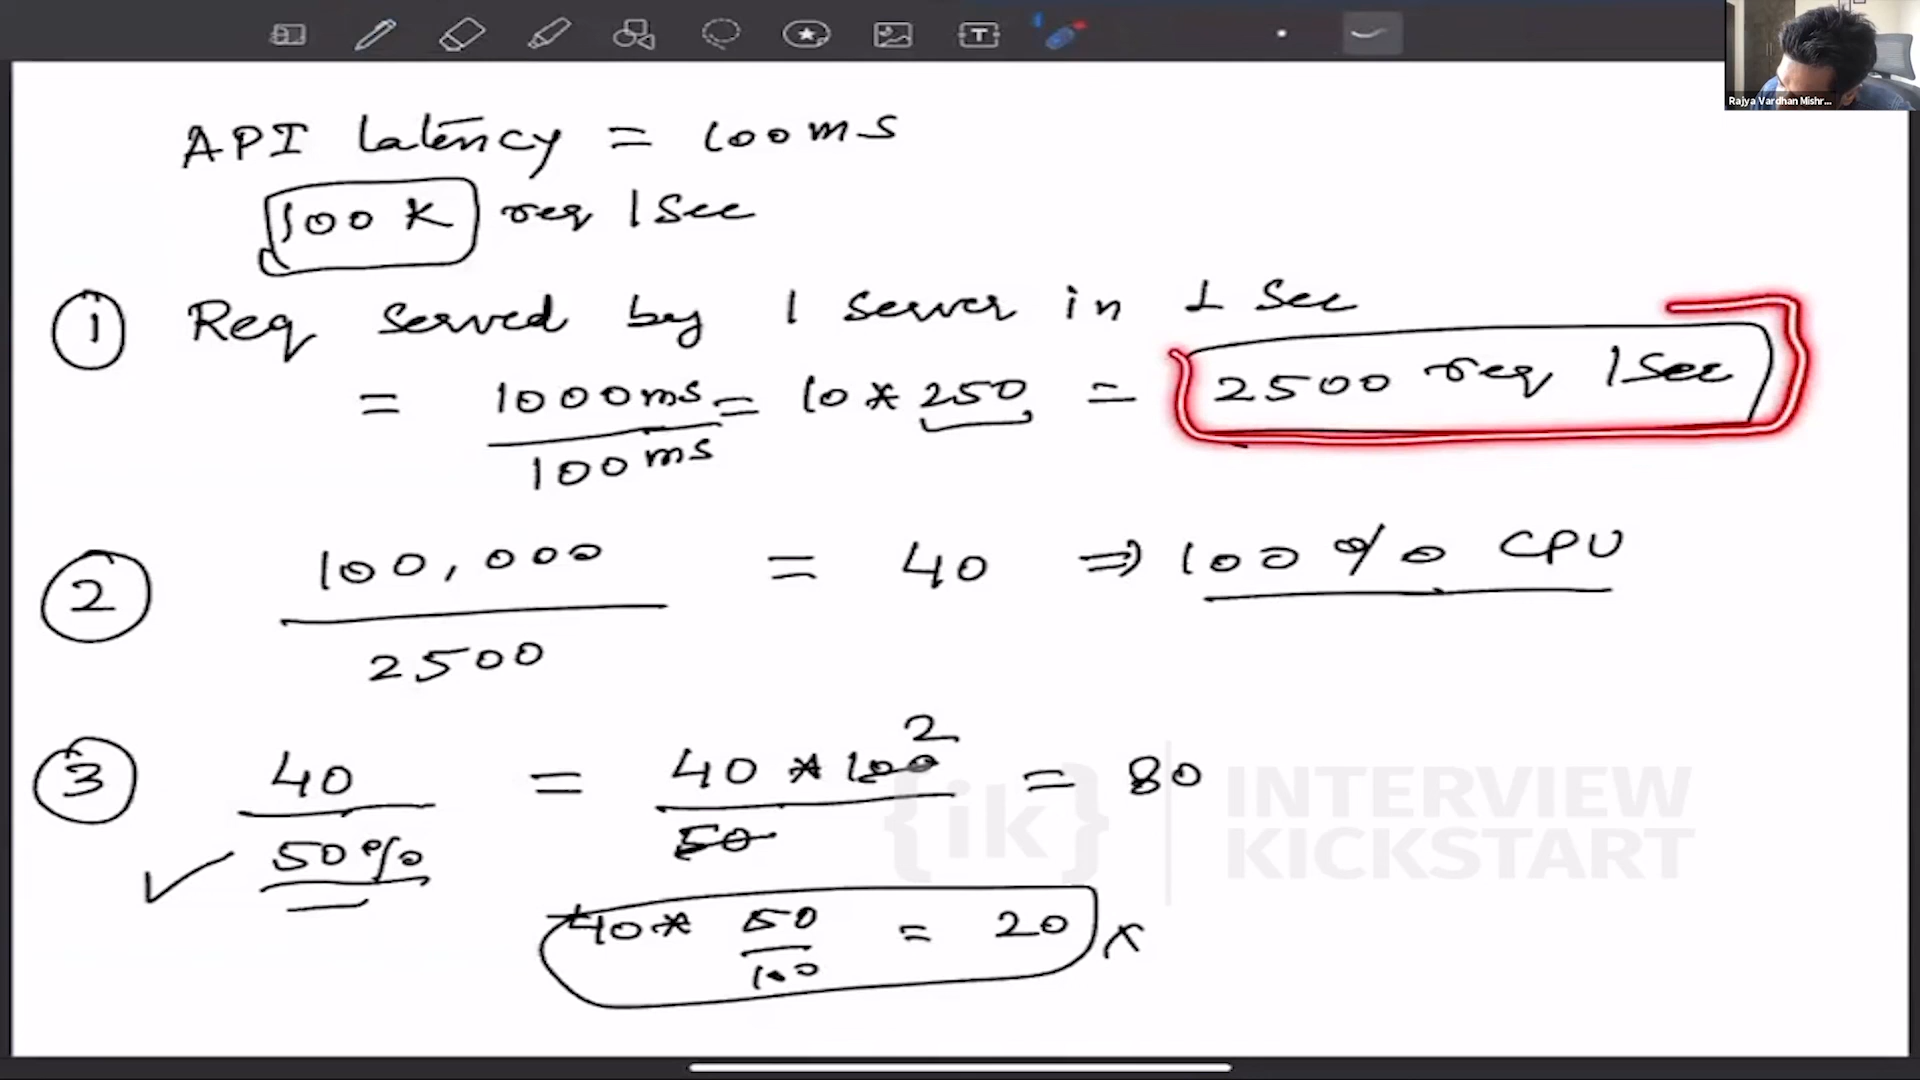 Rajya Vardhan Mishr...
API latency = 100ms
100 K req / Sec
① Req served by 1 server in 1 Sec
= 1000ms / 100ms = 10 * 250 = 2500 req / Sec
② 100,000 / 2500 = 40 => 100 % CPU
③ 40 / 50% = 40 * 100 / 50 2 = 80
✓ 40 * 50 / 100 = 20 x
{ik} INTERVIEW
KICKSTART